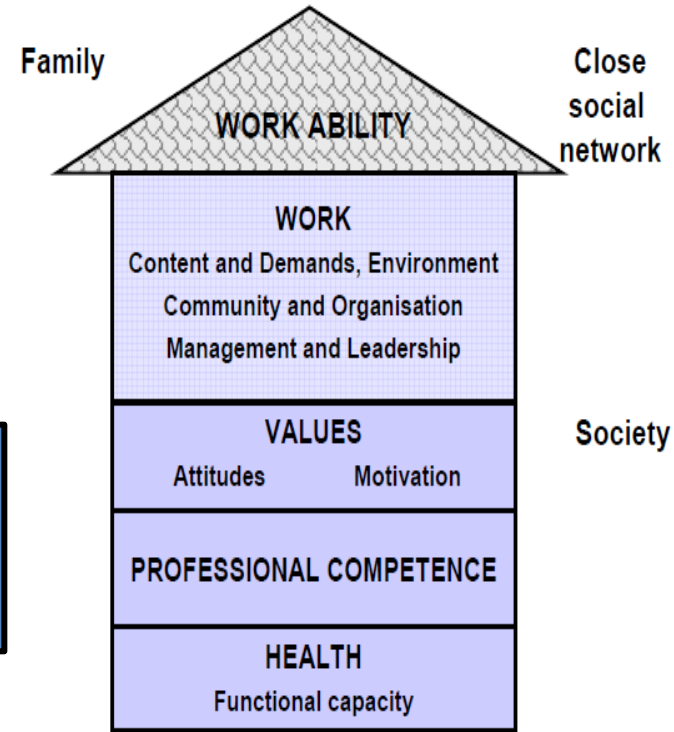 Family
Close
social
network
WORK ABILITY
WORK
Content and Demands, Environment
Community and Organisation
Management and Leadership
VALUES
Attitudes Motivation
Society
PROFESSIONAL COMPETENCE
HEALTH
Functional capacity